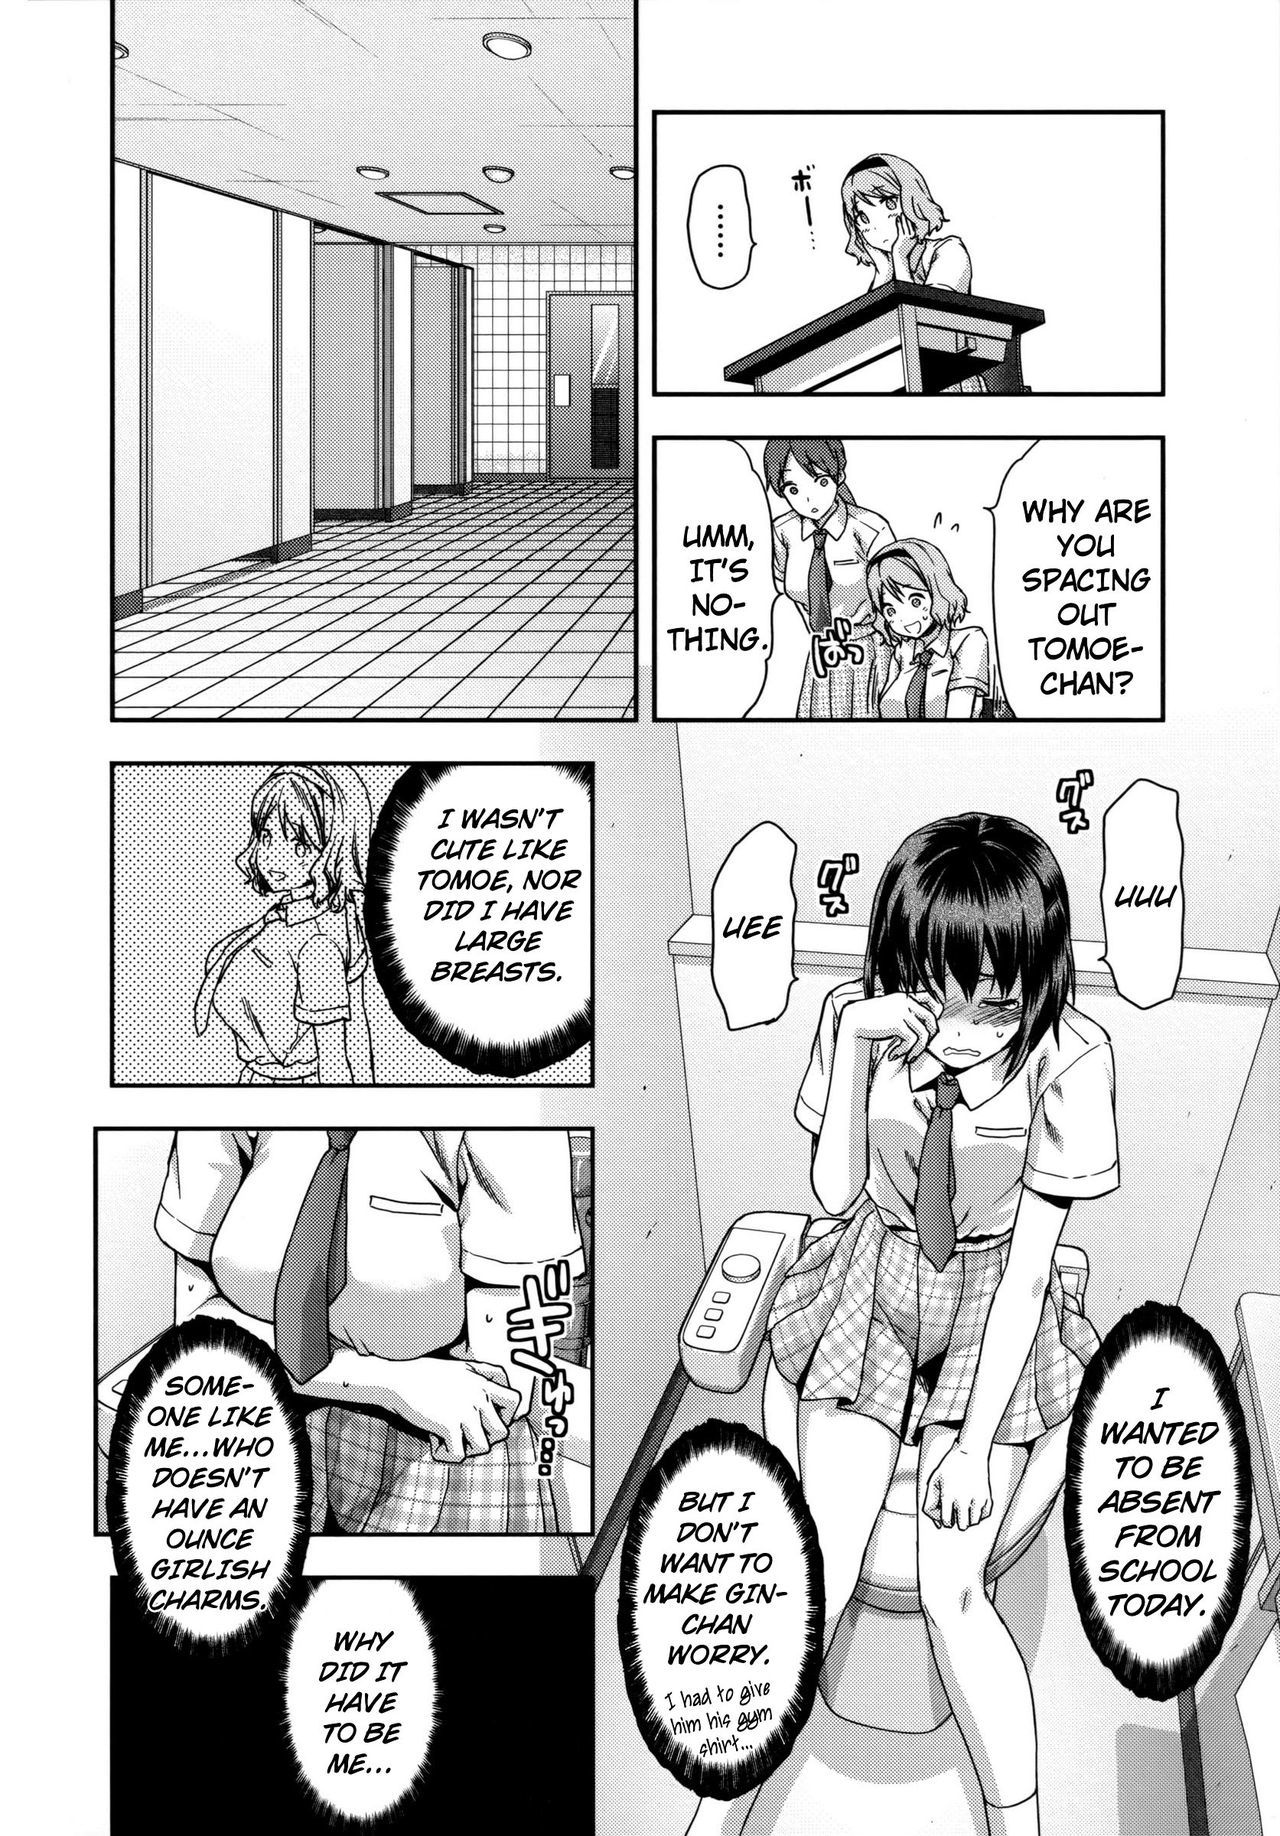 ……
ボー
WHY ARE
YOU
SPACING
OUT
TOMOE-
CHAN?
UMM,
IT'S
NO-
THING.
ばっ
UUU
グス
UEE
グス
I
WANTED
TO BE
ABSENT
FROM
SCHOOL
TODAY.
BUT I
DON'T
WANT TO
MAKE GIN-
CHAN
WORRY.
I had to give
him his gym
shirt...
I WASN'T
CUTE LIKE
TOMOE, NOR
DID I HAVE
LARGE
BREASTS.
SOME-
ONE LIKE
ME...WHO
DOESN'T
HAVE AN
OUNCE
GIRLISH
CHARMS.
WHY
DID IT
HAVE
TO BE
ME...